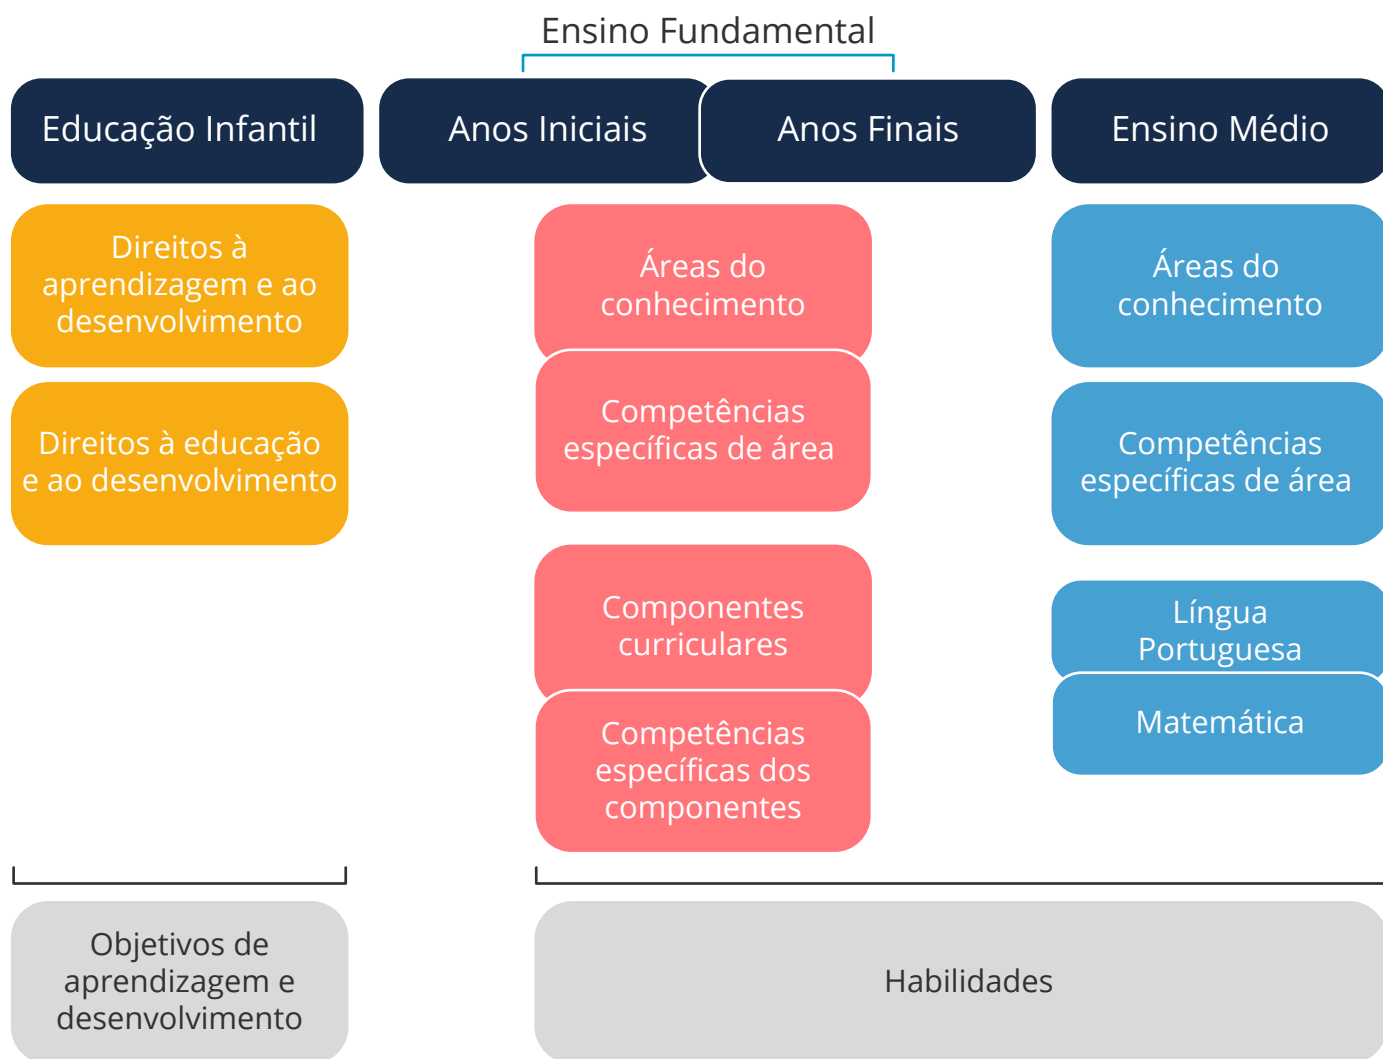 Ensino Fundamental
Educação Infantil
Anos Iniciais
Anos Finais
Ensino Médio
Direitos à
aprendizagem e ao
desenvolvimento
Direitos à educação
e ao desenvolvimento
Áreas do
conhecimento
Competências
específicas de área
Componentes
curriculares
Competências
específicas dos
componentes
Áreas do
conhecimento
Competências
específicas de área
Língua
Portuguesa
Matemática
Objetivos de
aprendizagem e
desenvolvimento
Habilidades